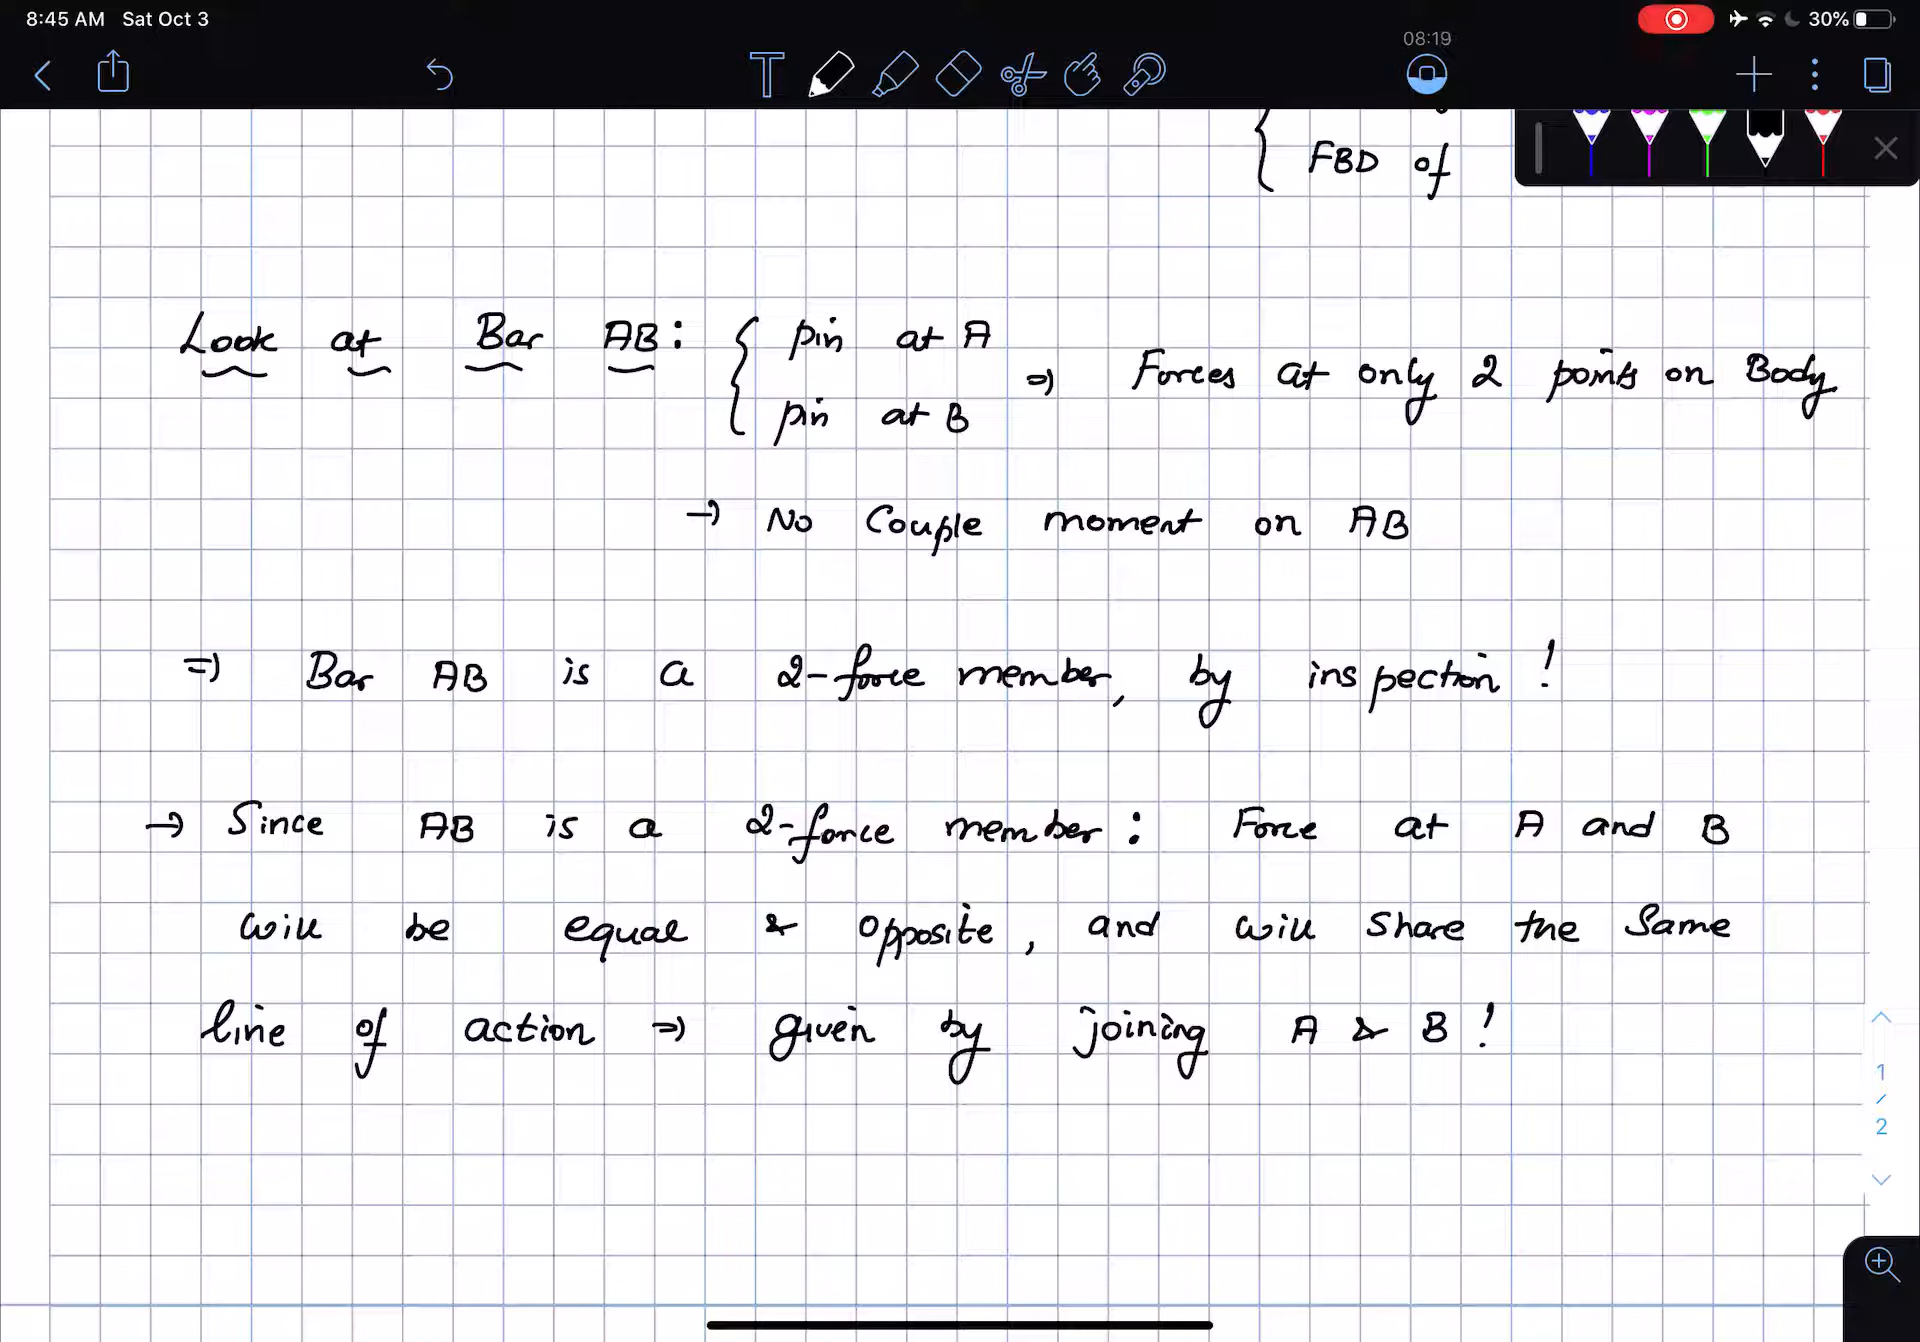 8:45 AM Sat Oct 3
30%
08:19
T
FBD of
Look at Bar AB: { pin at A
pin at B
=> Forces at only 2 points on Body
→ No Couple moment on AB
=> Bar AB is a 2-force member, by inspection!
→ Since AB is a 2-force member: Force at A and B
will be equal & opposite, and will share the same
line of action => given by joining A & B!
1
/
2